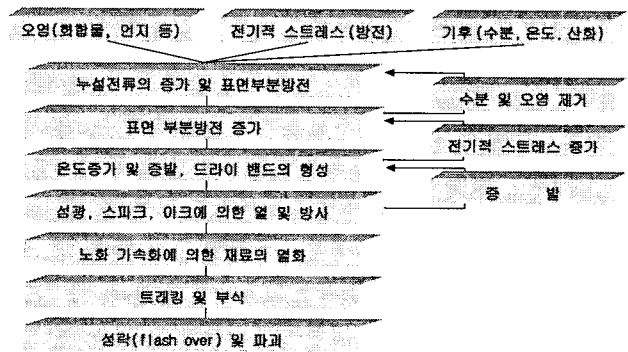 오염(화합물, 먼지 등)
전기적 스트레스(방전)
기후(수분, 온도, 산화)
누설전류의 증가 및 표면부분방전
수분 및 오염 제거
표면 부분방전 증가
전기적 스트레스 증가
온도증가 및 증발, 드라이 밴드의 형성
증 발
섬광, 스파크, 아크에 의한 열 및 방사
노화 가속화에 의한 재료의 열화
트래킹 및 부식
섬락(flash over) 및 파괴